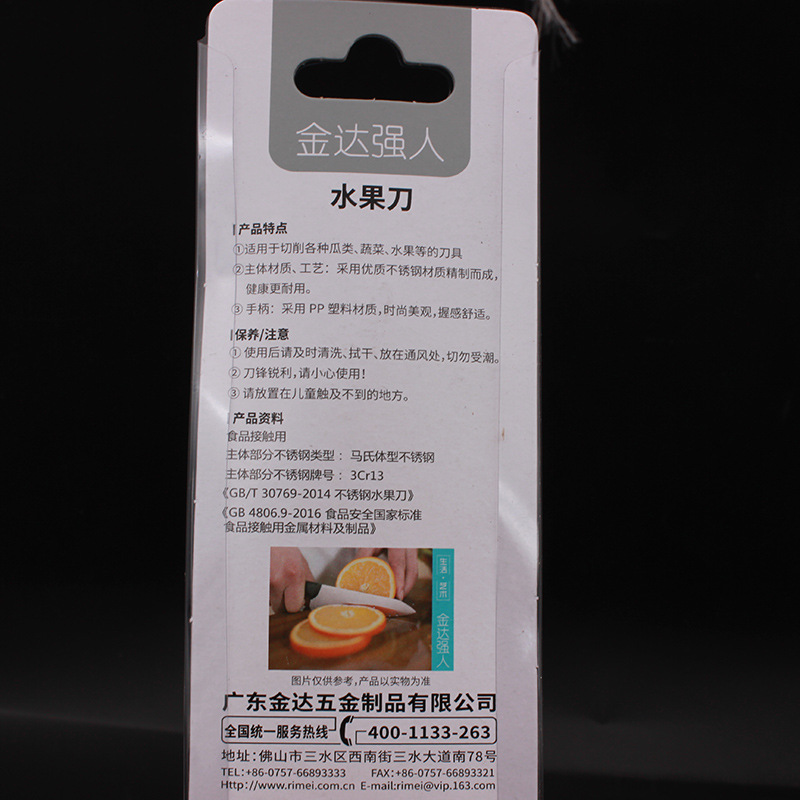 金达强人
水果刀
产品特点
①适用于切削各种瓜类、蔬菜、水果等的刀具
②主体材质、工艺：采用优质不锈钢材质精制而成，
健康更耐用。
③手柄：采用 PP 塑料材质，时尚美观，握感舒适。
保养/注意
① 使用后请及时清洗、拭干、放在通风处，切勿受潮。
② 刀锋锐利，请小心使用！
③ 请放置在儿童触及不到的地方。
产品资料
食品接触用
主体部分不锈钢类型：马氏体型不锈钢
主体部分不锈钢牌号：3Cr13
《GB/T 30769-2014 不锈钢水果刀》
《GB 4806.9-2016 食品安全国家标准
食品接触用金属材料及制品》
生活·艺术
金达强人
图片仅供参考，产品以实物为准
广东金达五金制品有限公司
全国统一服务热线 400-1133-263
地址：佛山市三水区西南街三水大道南78号
TEL:+86-0757-66893333 FAX:+86-0757-66893321
Http://www.rimei.com.cn E-mail:rimei@vip.163.com